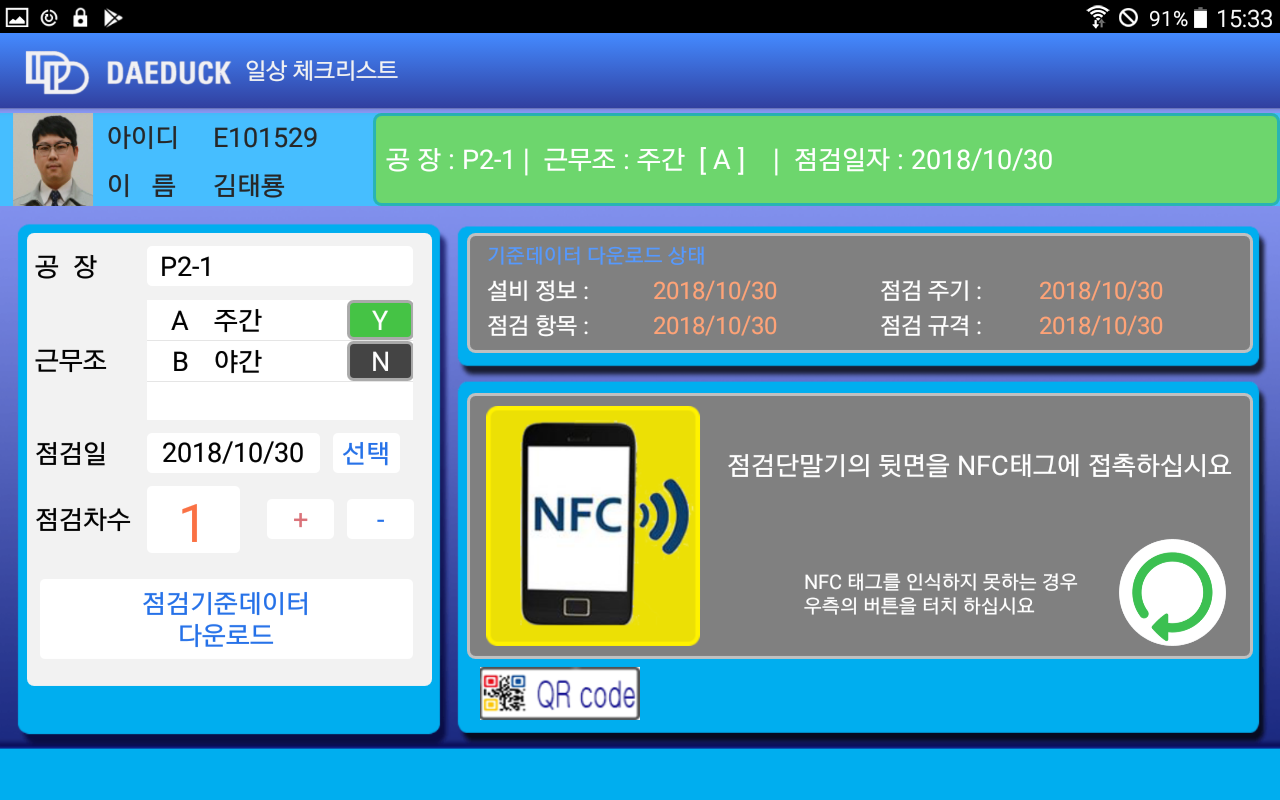 91% 15:33
DAEDUCK 일상 체크리스트
아이디 E101529
이 름 김태룡
공 장 : P2-1 | 근무조 : 주간 [ A ] | 점검일자 : 2018/10/30
공 장 P2-1
근무조
A 주간 Y
B 야간 N
점검일 2018/10/30 선택
점검차수 1 + -
점검기준데이터
다운로드
기준데이터 다운로드 상태
설비 정보 : 2018/10/30 점검 주기 : 2018/10/30
점검 항목 : 2018/10/30 점검 규격 : 2018/10/30
NFC
점검단말기의 뒷면을 NFC태그에 접촉하십시요
NFC 태그를 인식하지 못하는 경우
우측의 버튼을 터치 하십시요
QR code